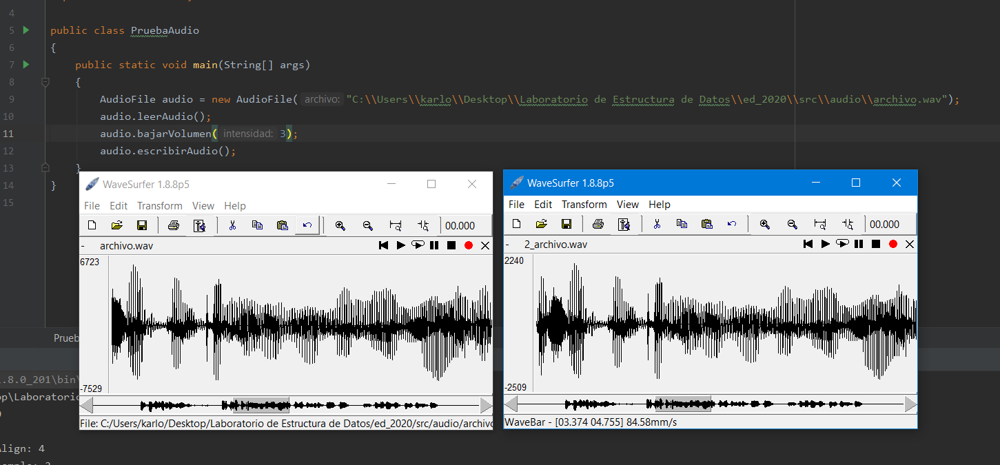 4
5 public class PruebaAudio
6 {
7 public static void main(String[] args)
8 {
9 AudioFile audio = new AudioFile( archivo: "C:\\Users\\karlo\\Desktop\\Laboratorio de Estructura de Datos\\ed_2020\\src\\audio\\archivo.wav");
10 audio.leerAudio();
11 audio.bajarVolumen( intensidad: 3);
12 audio.escribirAudio();
13 }
14 }
15
WaveSurfer 1.8.8p5
File Edit Transform View Help
00.000
- archivo.wav
6723
-7529
File: C:/Users/karlo/Desktop/Laboratorio de Estructura de Datos/ed_2020/src/audio/archivo
WaveSurfer 1.8.8p5
File Edit Transform View Help
00.000
- 2_archivo.wav
2240
-2509
WaveBar - [03.374 04.755] 84.58mm/s
Prueb
.8.0_201\bin\
op\Laboratorio
Align: 4